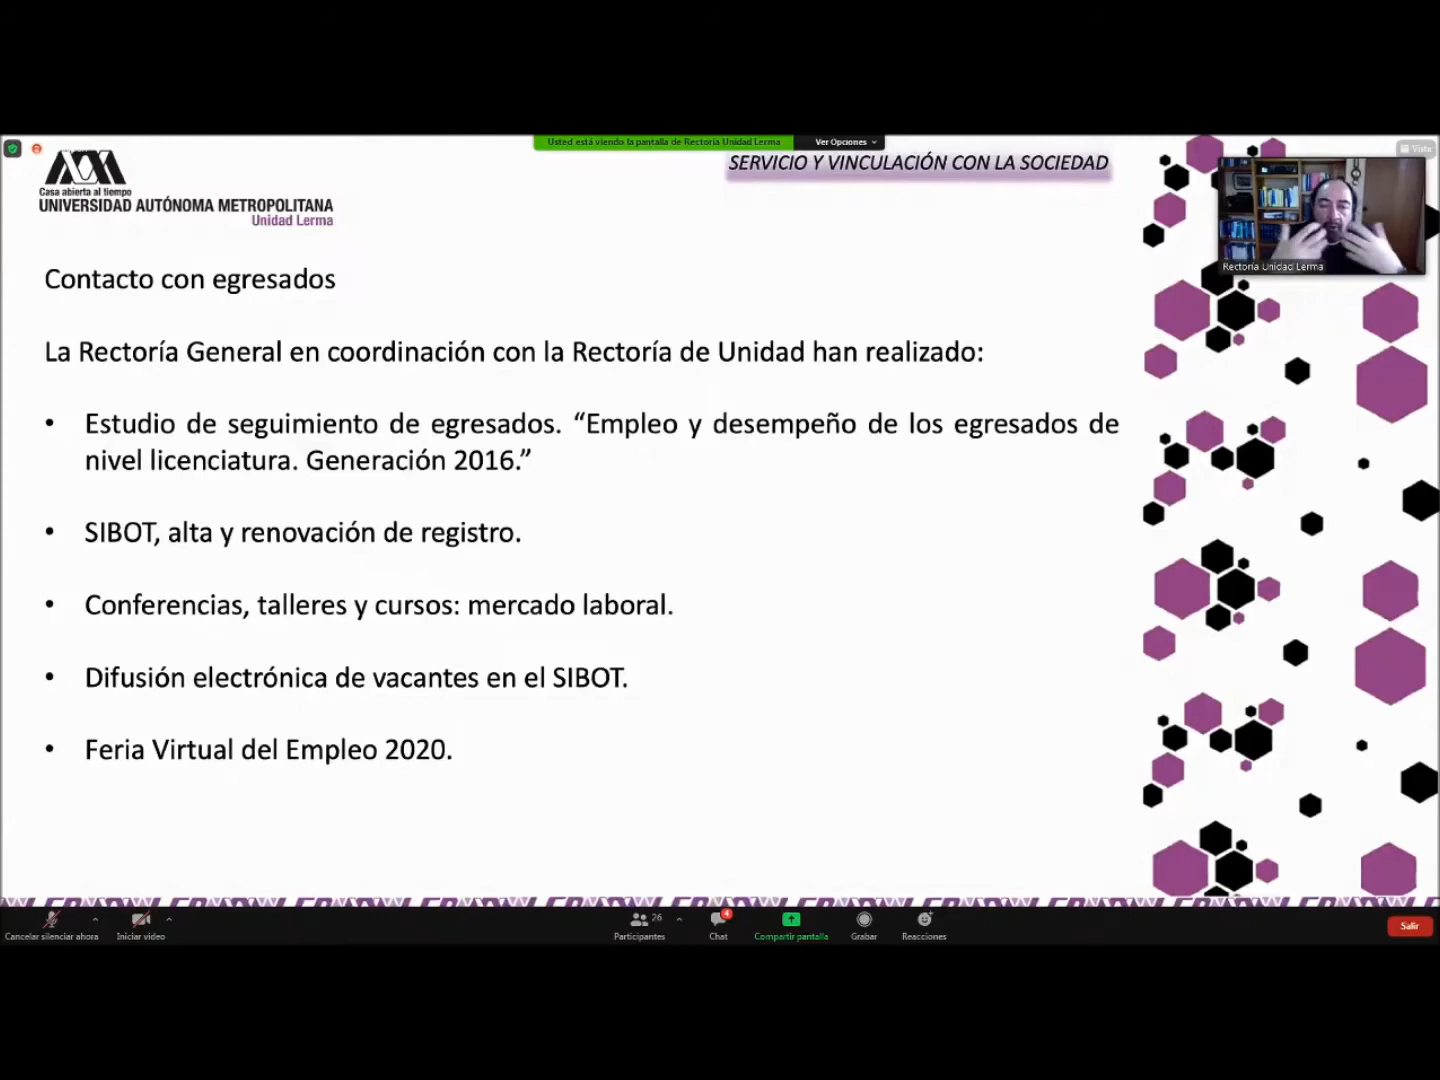 Usted está viendo la pantalla de Rectoría Unidad Lerma
Ver Opciones
Vista
Casa abierta al tiempo
UNIVERSIDAD AUTÓNOMA METROPOLITANA
Unidad Lerma
SERVICIO Y VINCULACIÓN CON LA SOCIEDAD
Rectoría Unidad Lerma
Contacto con egresados
La Rectoría General en coordinación con la Rectoría de Unidad han realizado:
• Estudio de seguimiento de egresados. “Empleo y desempeño de los egresados de
nivel licenciatura. Generación 2016.”
• SIBOT, alta y renovación de registro.
• Conferencias, talleres y cursos: mercado laboral.
• Difusión electrónica de vacantes en el SIBOT.
• Feria Virtual del Empleo 2020.
Cancelar silenciar ahora
Iniciar video
26
Participantes
4
Chat
Compartir pantalla
Grabar
Reacciones
Salir